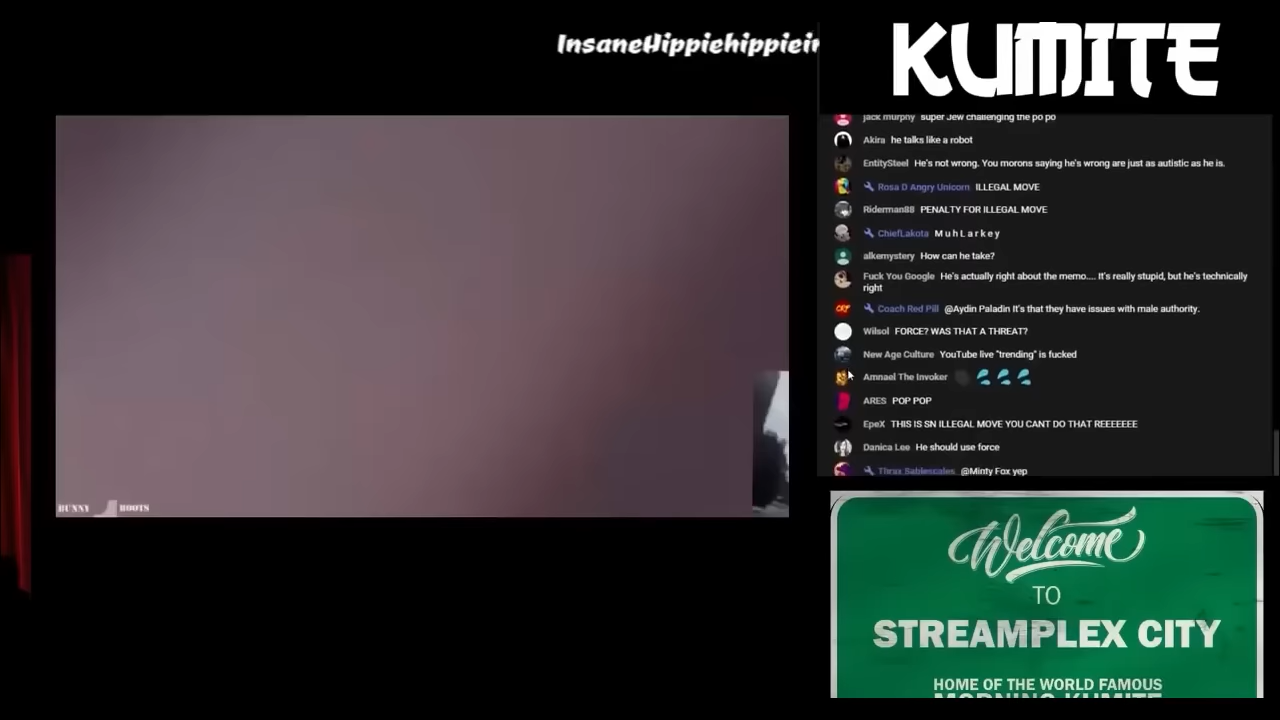 InsaneHippiehippiein
KUMITE
jack murphy super Jew challenging the po po
Akira he talks like a robot
EntitySteel He's not wrong. You morons saying he's wrong are just as autistic as he is.
Rosa D Angry Unicorn ILLEGAL MOVE
Riderman88 PENALTY FOR ILLEGAL MOVE
ChiefLakota M u h L a r k e y
alkemystery How can he take?
Fuck You Google He's actually right about the memo.... It's really stupid, but he's technically
right
Coach Red Pill @Aydin Paladin It's that they have issues with male authority.
Wilsol FORCE? WAS THAT A THREAT?
New Age Culture YouTube live "trending" is fucked
Amnael The Invoker
ARES POP POP
EpeX THIS IS SN ILLEGAL MOVE YOU CANT DO THAT REEEEEEE
Danica Lee He should use force
Thrax Sablescales @Minty Fox yep
BUNNY BOOTS
Welcome
TO
STREAMPLEX CITY
HOME OF THE WORLD FAMOUS
MORNING KUMITE